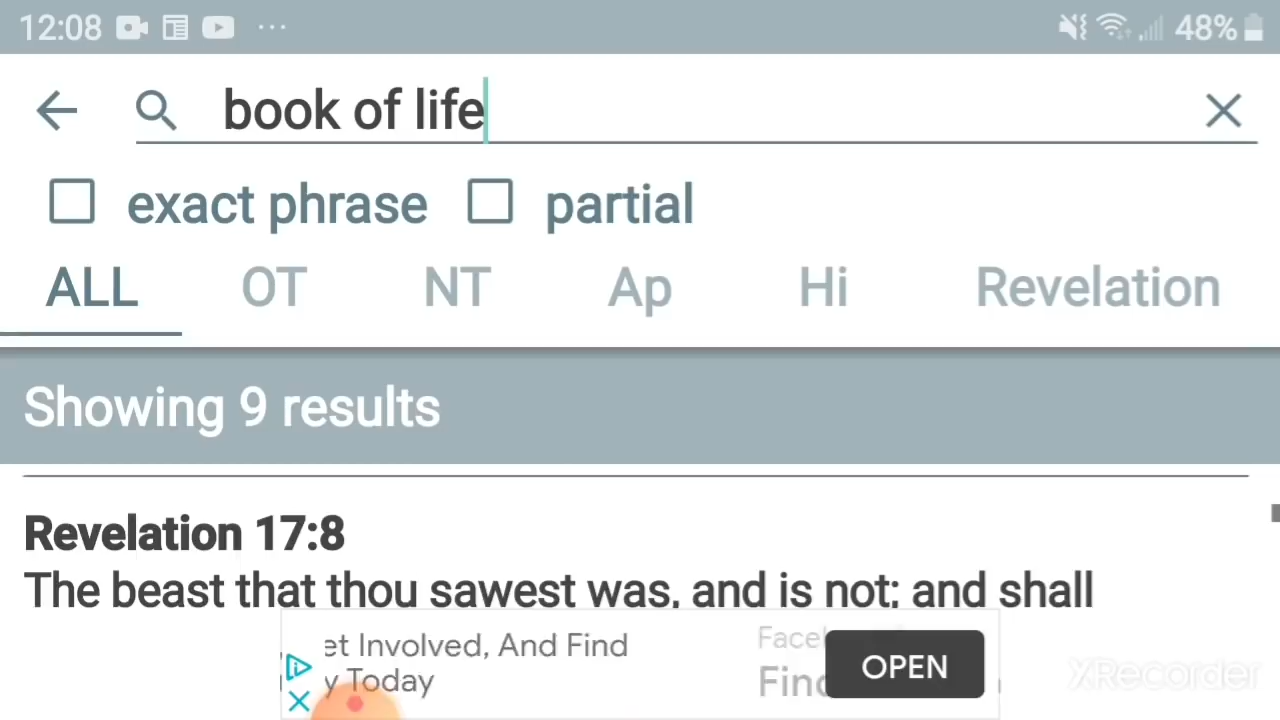 12:08 ... 48%
book of life
exact phrase partial
ALL OT NT Ap Hi Revelation
Showing 9 results
Revelation 17:8
The beast that thou sawest was, and is not; and shall
et Involved, And Find
y Today
OPEN
XRecorder